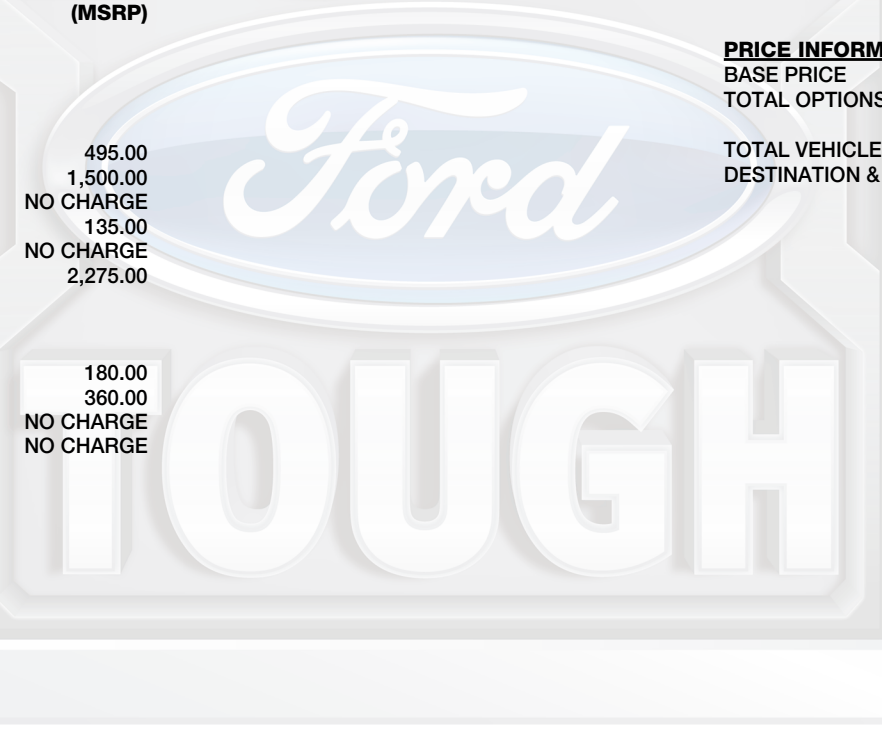 (MSRP)
495.00
1,500.00
NO CHARGE
135.00
NO CHARGE
2,275.00
180.00
360.00
NO CHARGE
NO CHARGE
PRICE INFORM
BASE PRICE
TOTAL OPTIONS
TOTAL VEHICLE
DESTINATION &
Ford
TOUGH